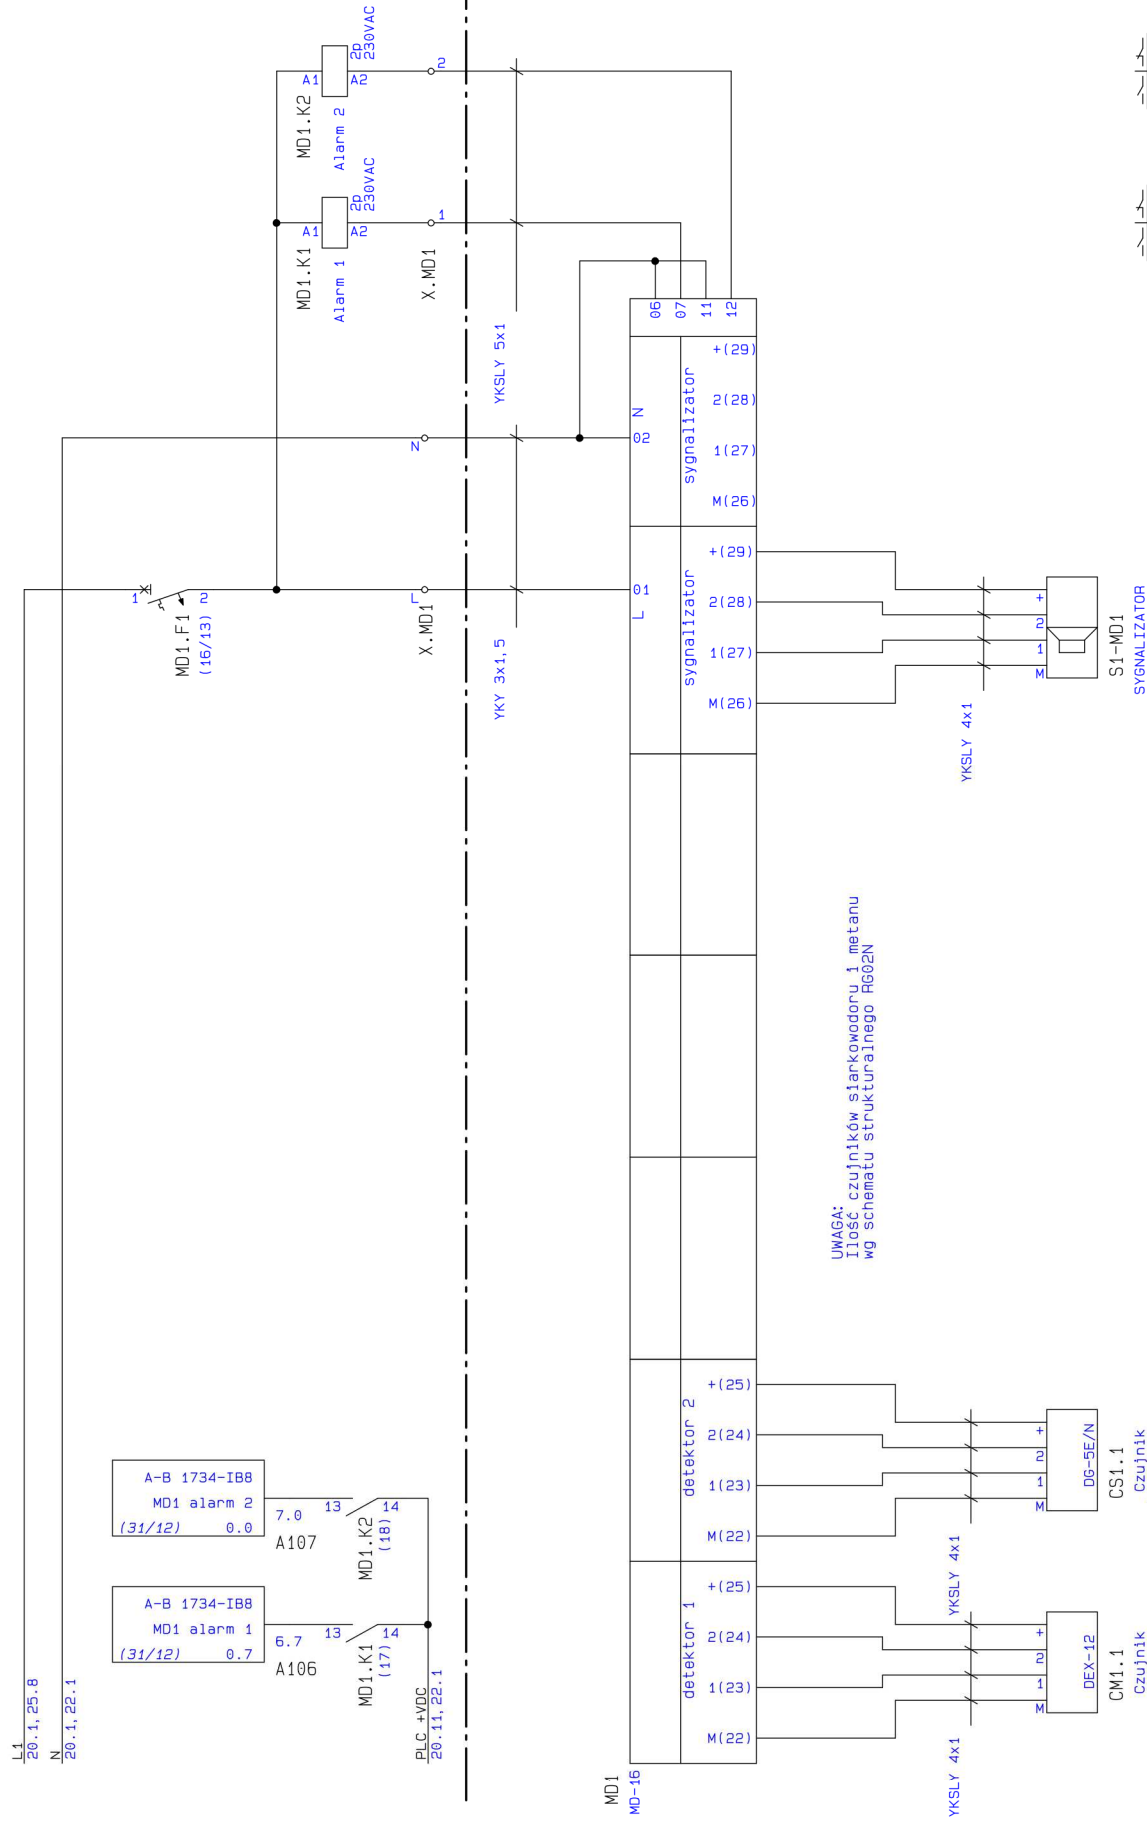 L1
20.1,25.8
N
20.1,22.1
A-B 1734-IB8
MD1 alarm 1
(31/12) 0.7
6.7
A106
13
14
MD1.K1
(17)
A-B 1734-IB8
MD1 alarm 2
(31/12) 0.0
7.0
A107
13
14
MD1.K2
(18)
PLC +VDC
20.11,22.1
1
2
MD1.F1
(16/13)
A1
A2
2p
230VAC
MD1.K1
Alarm 1
A1
A2
2p
230VAC
MD1.K2
Alarm 2
L
X.MD1
N
1
X.MD1
2
YKY 3x1,5
YKSLY 5x1
MD1
MD-16
01
L
02
N
06
07
11
12
detektor 1
M(22)
1(23)
2(24)
+(25)
detektor 2
M(22)
1(23)
2(24)
+(25)
sygnalizator
M(26)
1(27)
2(28)
+(29)
sygnalizator
M(26)
1(27)
2(28)
+(29)
UWAGA:
Ilość czujników siarkowodoru i metanu
wg schematu strukturalnego RG02N
YKSLY 4x1
M
1
2
+
DEX-12
CM1.1
Czujnik
YKSLY 4x1
M
1
2
+
DG-5E/N
CS1.1
Czujnik
YKSLY 4x1
M
1
2
+
S1-MD1
SYGNALIZATOR